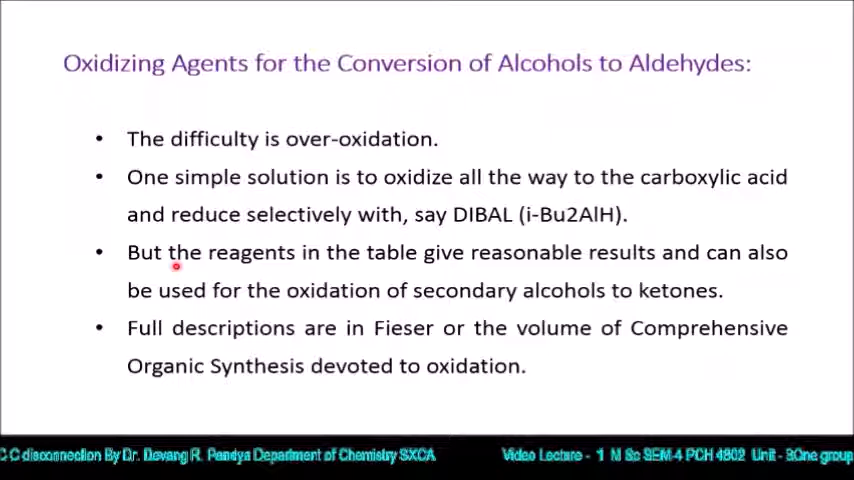 Oxidizing Agents for the Conversion of Alcohols to Aldehydes:
• The difficulty is over-oxidation.
• One simple solution is to oxidize all the way to the carboxylic acid
and reduce selectively with, say DIBAL (i-Bu2AlH).
• But the reagents in the table give reasonable results and can also
be used for the oxidation of secondary alcohols to ketones.
• Full descriptions are in Fieser or the volume of Comprehensive
Organic Synthesis devoted to oxidation.
C-C disconnection By Dr. Devang R. Pandya Department of Chemistry SXCA Video Lecture - 1 M Sc SEM-4 PCH 4802 Unit - 3One group